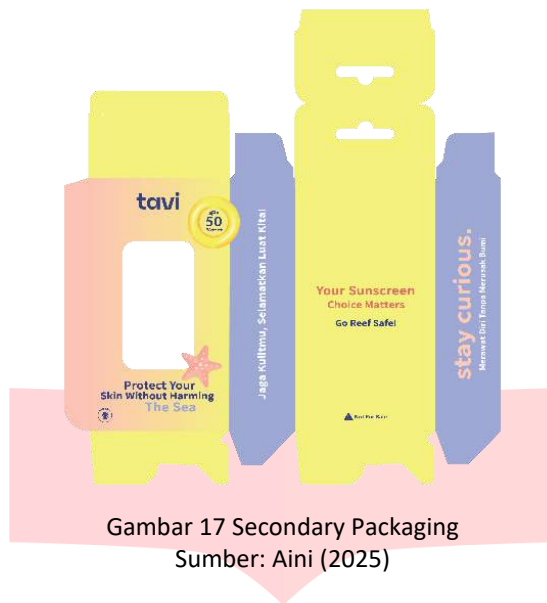 tavi
50
Protect Your
Skin Without Harming
The Sea
Jaga Kulitmu, Selamatkan Luat Kita!
Your Sunscreen
Choice Matters
Go Reef Safe!
stay curious.
Merawat Diri Tanpa Merusak Bumi
Gambar 17 Secondary Packaging
Sumber: Aini (2025)